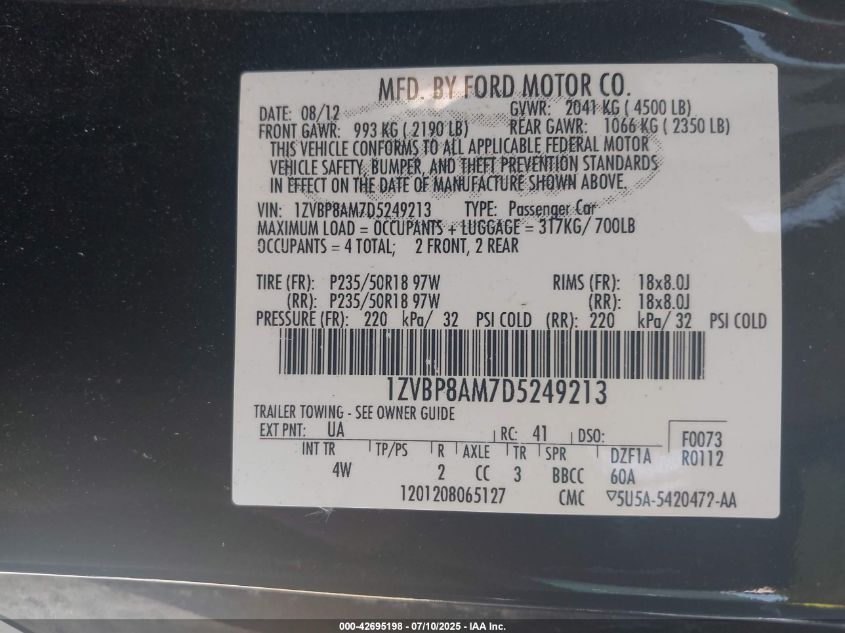 MFD. BY FORD MOTOR CO.
DATE: 08/12 GVWR: 2041 KG ( 4500 LB)
FRONT GAWR: 993 KG ( 2190 LB) REAR GAWR: 1066 KG ( 2350 LB)
THIS VEHICLE CONFORMS TO ALL APPLICABLE FEDERAL MOTOR
VEHICLE SAFETY, BUMPER, AND THEFT PREVENTION STANDARDS
IN EFFECT ON THE DATE OF MANUFACTURE SHOWN ABOVE.
VIN: 1ZVBP8AM7D5249213 TYPE: Passenger Car
MAXIMUM LOAD = OCCUPANTS + LUGGAGE = 317KG/ 700LB
OCCUPANTS = 4 TOTAL; 2 FRONT, 2 REAR
TIRE (FR): P235/50R18 97W RIMS (FR): 18x8.0J
(RR): P235/50R18 97W (RR): 18x8.0J
PRESSURE (FR): 220 kPa/ 32 PSI COLD (RR): 220 kPa/ 32 PSI COLD
1ZVBP8AM7D5249213
TRAILER TOWING - SEE OWNER GUIDE
EXT PNT: UA RC: 41 DSO: F0073
INT TR TP/PS R AXLE TR SPR DZF1A R0112
4W 2 CC 3 BBCC 60A
1201208065127 CMC ▽5U5A-5420472-AA
000-42695198 - 07/10/2025 - IAA Inc.